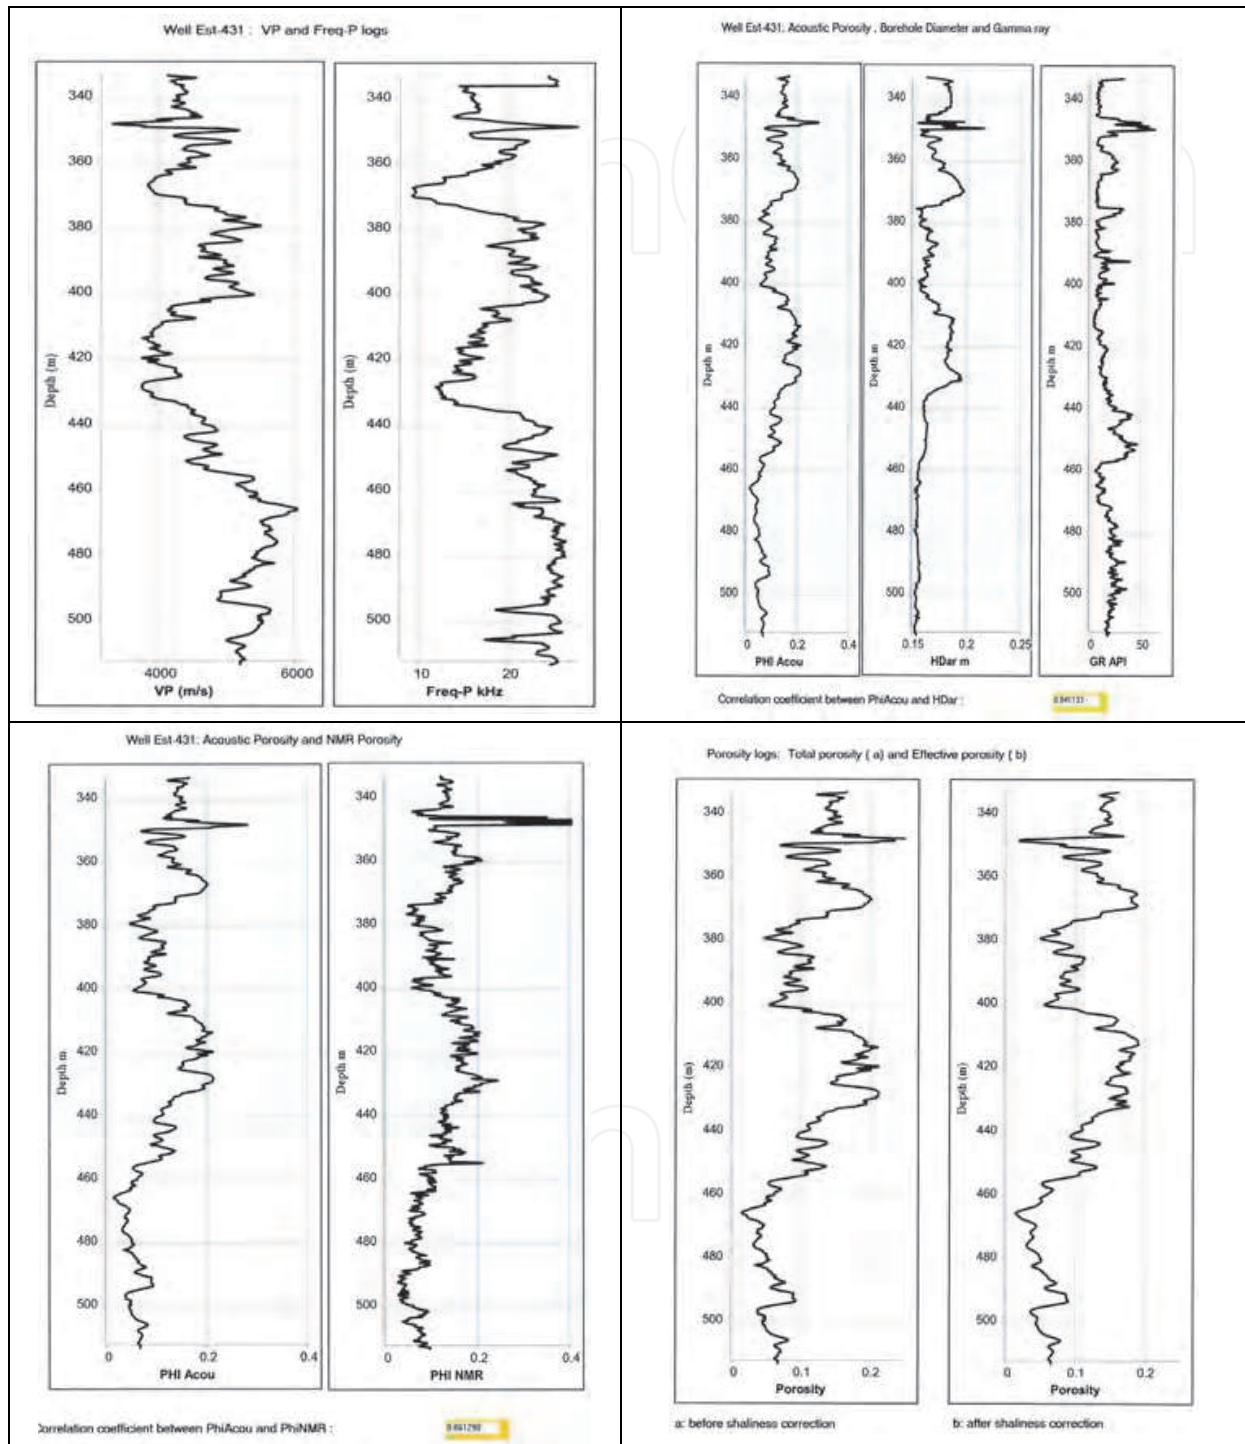 Well Est-431 : VP and Freq-P logs
340
360
380
400
420
440
460
480
500
Depth (m)
4000 6000
VP (m/s)
340
360
380
400
420
440
460
480
500
Depth (m)
10 20
Freq-P kHz
Well Est-431: Acoustic Porosity , Borehole Diameter and Gamma ray
340
360
380
400
420
440
460
480
500
Depth m
0 0.2 0.4
PHI Acou
340
360
380
400
420
440
460
480
500
Depth m
0.15 0.2 0.25
HDar m
340
360
380
400
420
440
460
480
500
Depth m
0 50
GR API
Correlation coefficient between PhiAcou and HDar :
Well Est-431: Acoustic Porosity and NMR Porosity
340
360
380
400
420
440
460
480
500
Depth m
0 0.2 0.4
PHI Acou
340
360
380
400
420
440
460
480
500
Depth m
0 0.2 0.4
PHI NMR
Correlation coefficient between PhiAcou and PhiNMR :
Porosity logs: Total porosity ( a) and Effective porosity ( b)
340
360
380
400
420
440
460
480
500
Depth (m)
0 0.1 0.2
Porosity
340
360
380
400
420
440
460
480
500
Depth (m)
0 0.1 0.2
Porosity
a: before shaliness correction
b: after shaliness correction